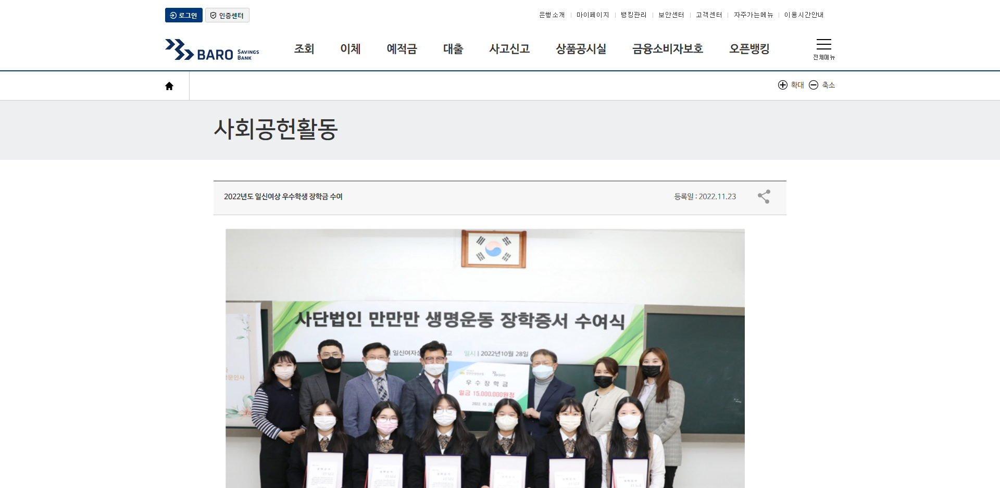 로그인
인증센터
은행소개
마이페이지
뱅킹관리
보안센터
고객센터
자주가는메뉴
이용시간안내
BARO SAVINGS BANK
조회
이체
예적금
대출
사고신고
상품공시실
금융소비자보호
오픈뱅킹
전체메뉴
확대
축소
사회공헌활동
2022년도 일신여상 우수학생 장학금 수여
등록일 : 2022.11.23
사단법인 만만만 생명운동 장학증서 수여식
일신여자상
교
일시 | 2022년10월 28일
BARO
우수장학금
일금 15,000,000원정
2022. 10. 28.
문인사